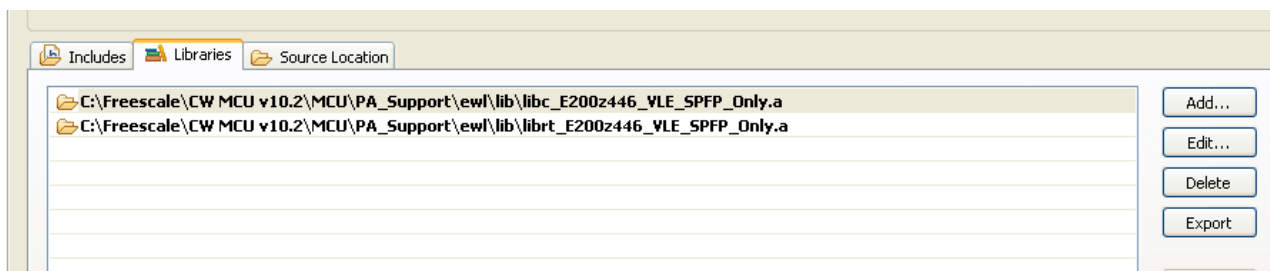 Includes Libraries Source Location
C:\Freescale\CW MCU v10.2\MCU\PA_Support\ewl\lib\libc_E200z446_VLE_SPFP_Only.a
Add...
C:\Freescale\CW MCU v10.2\MCU\PA_Support\ewl\lib\librt_E200z446_VLE_SPFP_Only.a
Edit...
Delete
Export